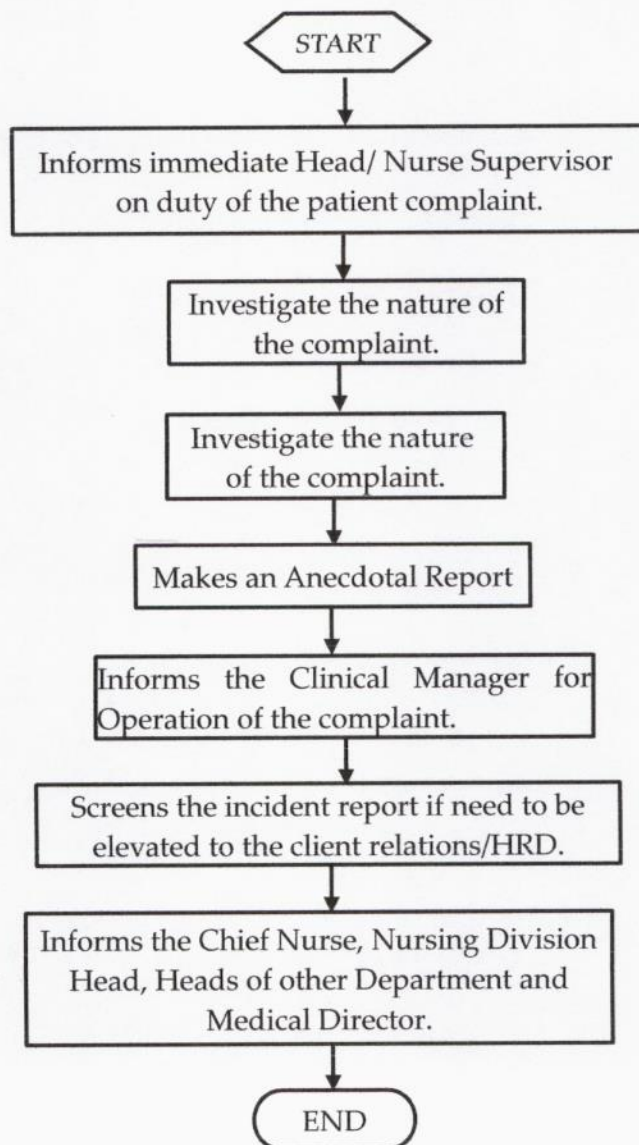 START
Informs immediate Head/ Nurse Supervisor
on duty of the patient complaint.
Investigate the nature of
the complaint.
Investigate the nature
of the complaint.
Makes an Anecdotal Report
Informs the Clinical Manager for
Operation of the complaint.
Screens the incident report if need to be
elevated to the client relations/HRD.
Informs the Chief Nurse, Nursing Division
Head, Heads of other Department and
Medical Director.
END